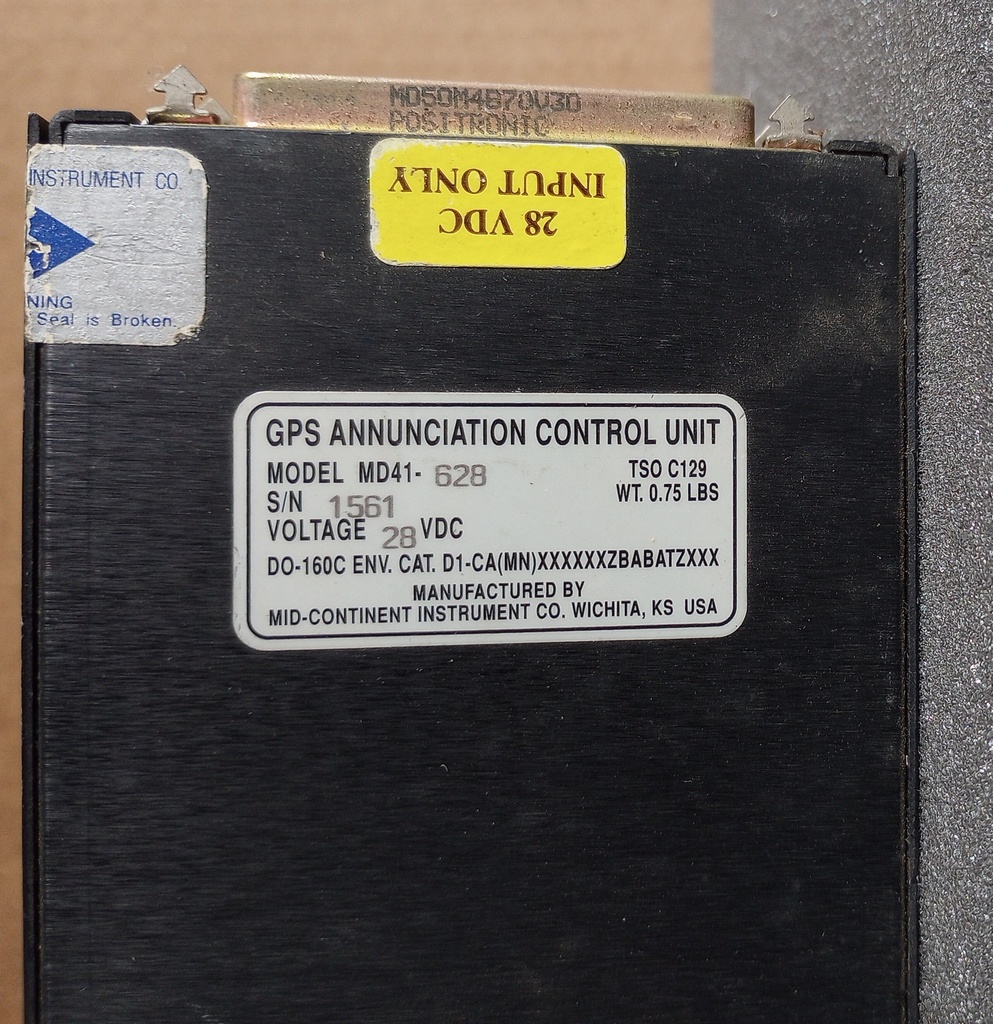 MD50M4B70V30
POSITRONIC
INSTRUMENT CO.
NING
Seal is Broken.
28 VDC
INPUT ONLY
GPS ANNUNCIATION CONTROL UNIT
MODEL MD41- 628 TSO C129
S/N 1561 WT. 0.75 LBS
VOLTAGE 28 VDC
DO-160C ENV. CAT. D1-CA(MN)XXXXXXZBABATZXXX
MANUFACTURED BY
MID-CONTINENT INSTRUMENT CO. WICHITA, KS USA